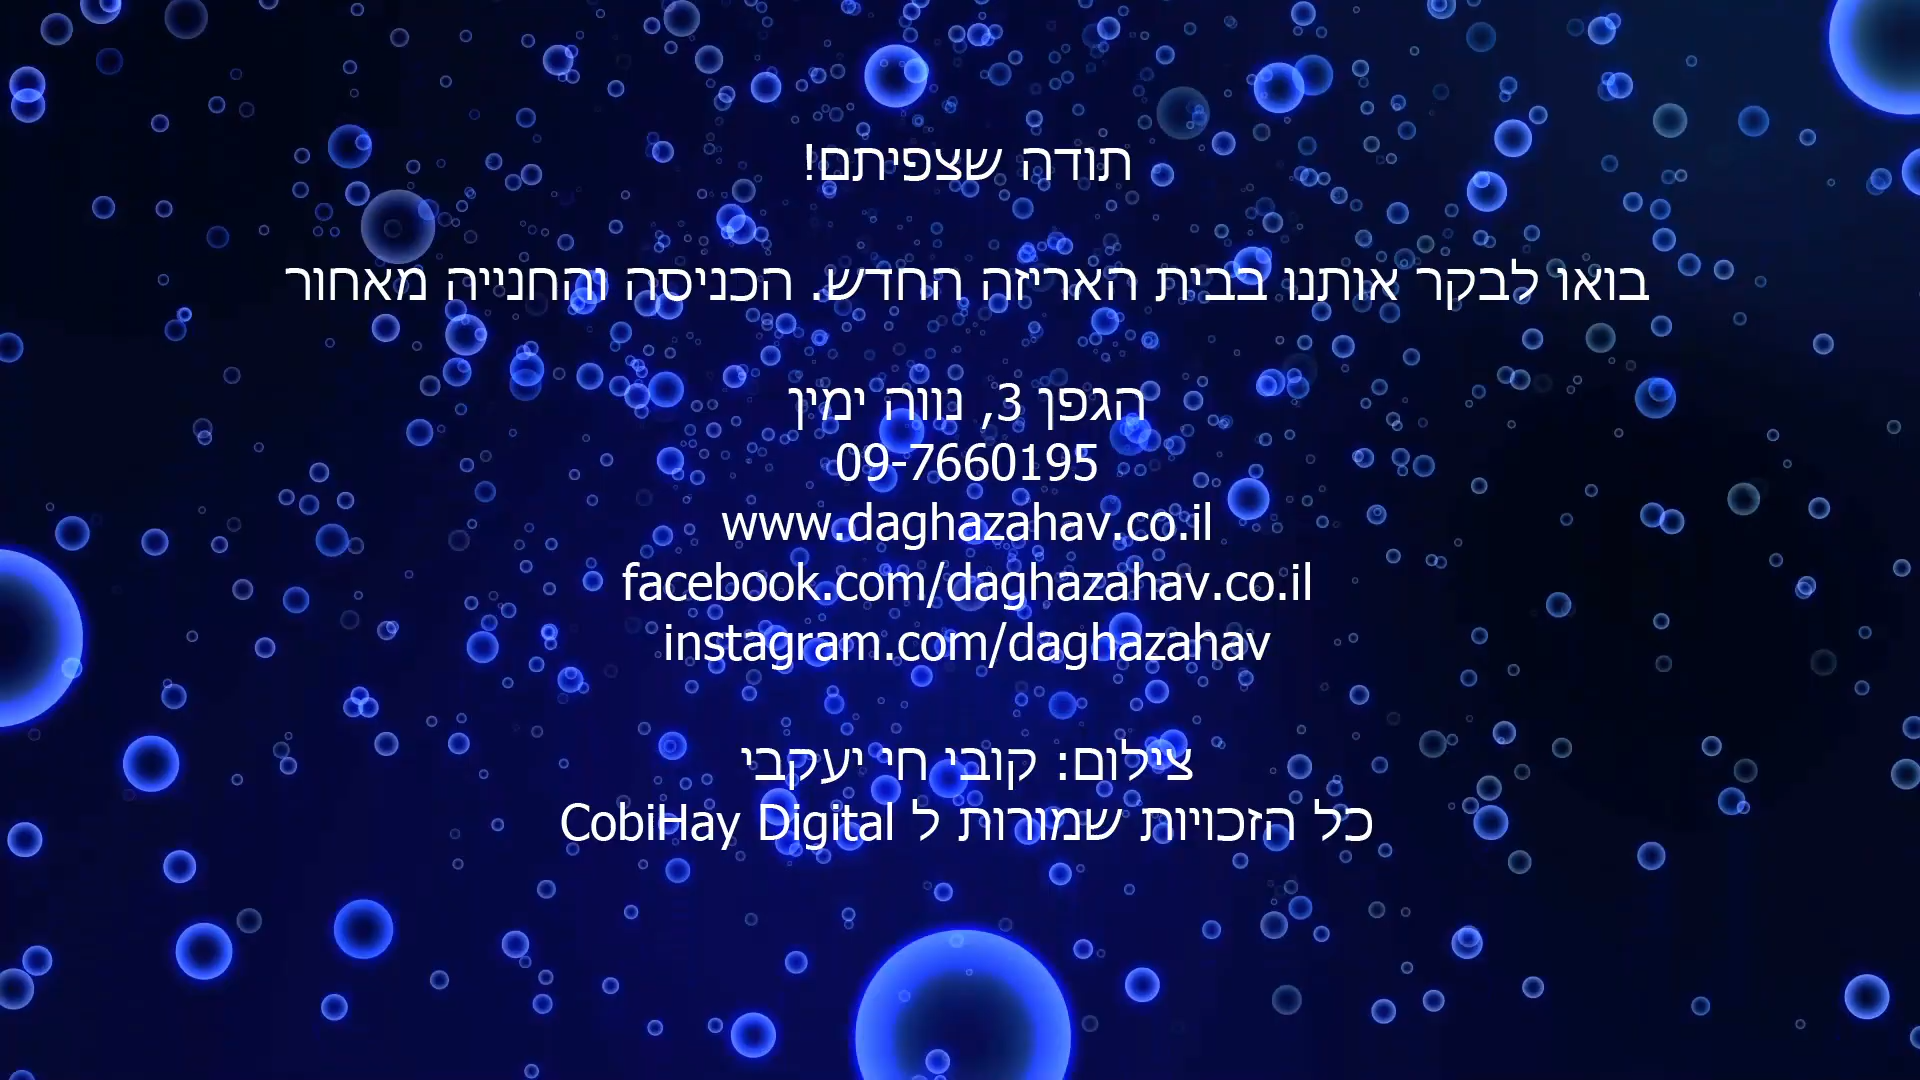 תודה שצפיתם!
בואו לבקר אותנו בבית האריזה החדש. הכניסה והחנייה מאחור
הגפן 3, נווה ימין
09-7660195
www.daghazahav.co.il
facebook.com/daghazahav.co.il
instagram.com/daghazahav
צילום: קובי חי יעקבי
כל הזכויות שמורות ל CobiHay Digital